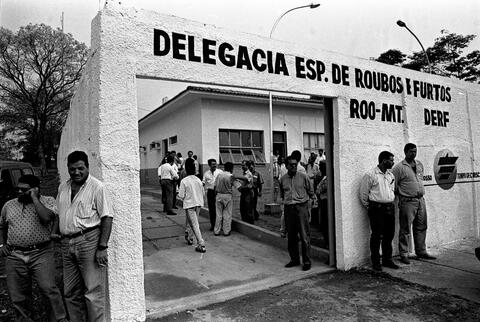 DELEGACIA ESP. DE ROUBOS E FURTOS
ROO-MT. DERF